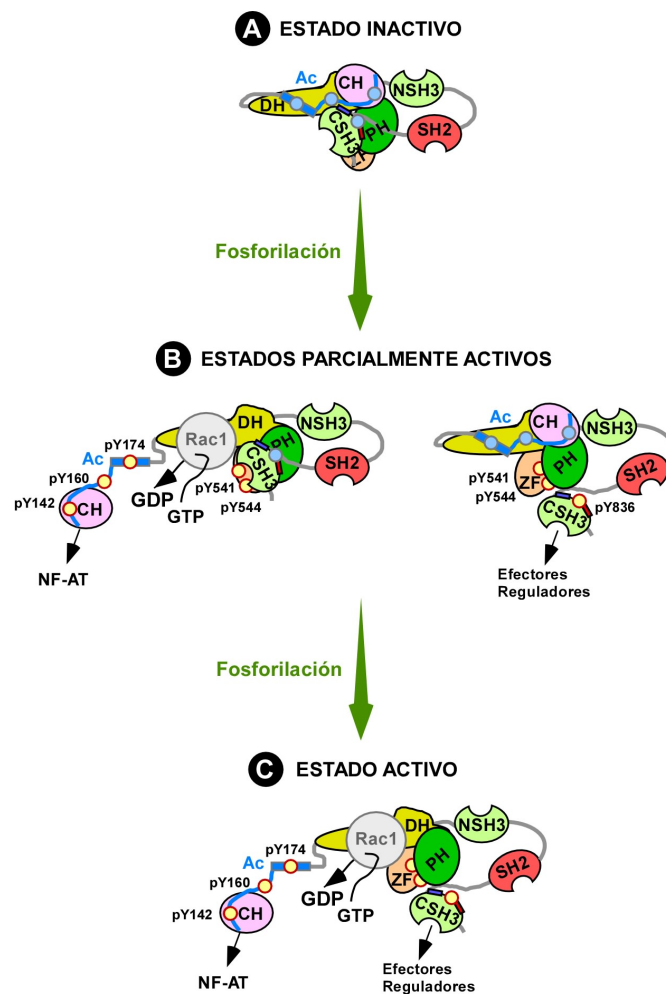 A ESTADO INACTIVO
Ac
CH
NSH3
DH
CSH3
PH
SH2
Fosforilación
B ESTADOS PARCIALMENTE ACTIVOS
DH
NSH3
Rac1
PH
pY174
CSH3
SH2
Ac
pY160
pY541
pY142
CH
GDP
pY544
GTP
NF-AT
Ac
CH
NSH3
PH
pY541
ZF
SH2
pY544
CSH3
pY836
Efectores
Reguladores
Fosforilación
C ESTADO ACTIVO
DH
NSH3
Rac1
pY174
PH
Ac
ZF
SH2
pY160
GDP
pY142
CH
GTP
CSH3
NF-AT
Efectores
Reguladores